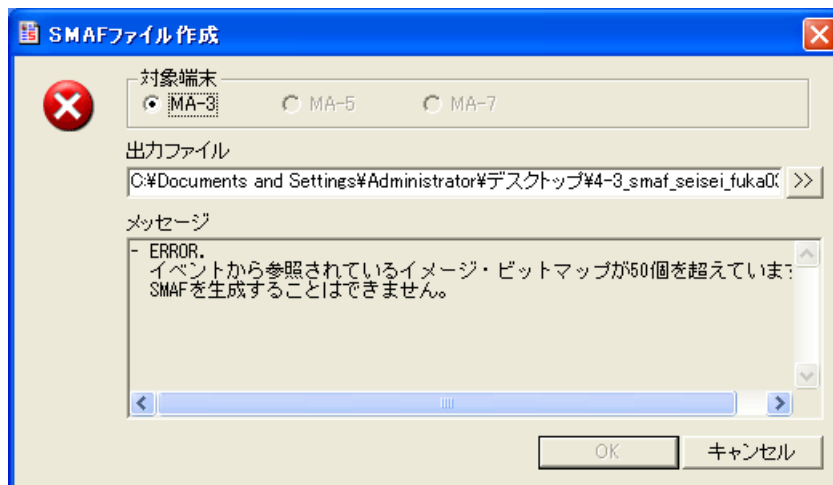 SMAFファイル作成
対象端末
MA-3 MA-5 MA-7
出力ファイル
C:¥Documents and Settings¥Administrator¥デスクトップ¥4-3_smaf_seisei_fuka03 >>
メッセージ
- ERROR.
イベントから参照されているイメージ・ビットマップが50個を超えています
SMAFを生成することはできません。
OK キャンセル